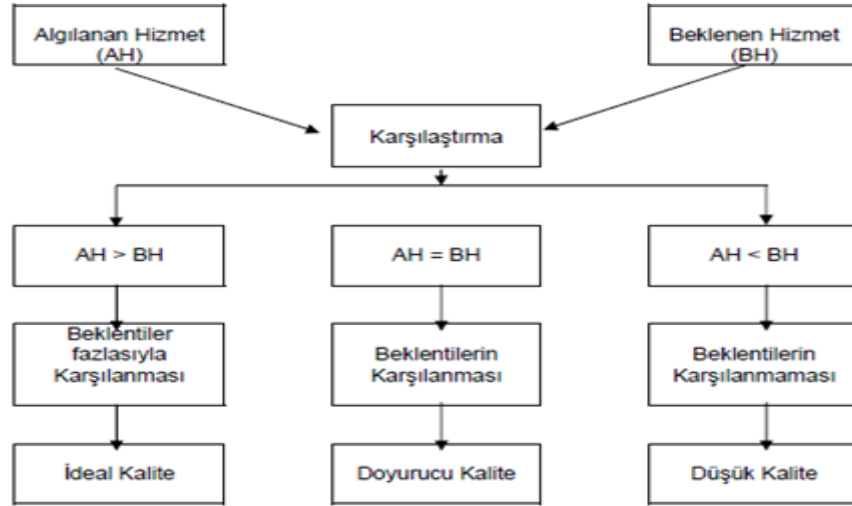 Algılanan Hizmet
(AH)
Beklenen Hizmet
(BH)
Karşılaştırma
AH > BH
AH = BH
AH < BH
Beklentiler
fazlasıyla
Karşılanması
Beklentilerin
Karşılanması
Beklentilerin
Karşılanmaması
İdeal Kalite
Doyurucu Kalite
Düşük Kalite